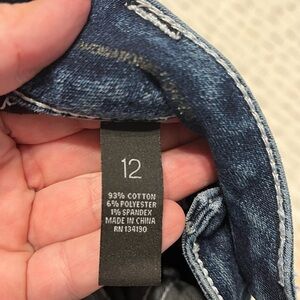 12
93% COTTON
6% POLYESTER
1% SPANDEX
MADE IN CHINA
RN 134190